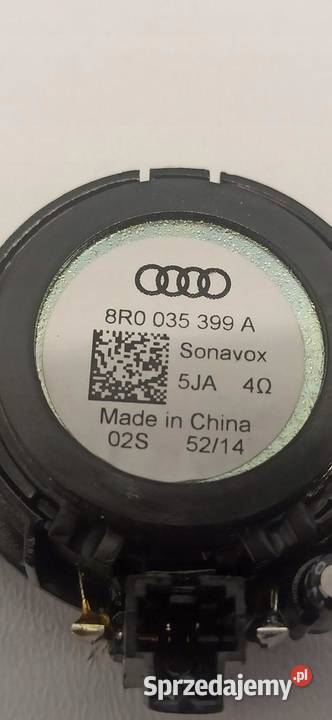 8R0 035 399 A
Sonavox
5JA 4Ω
Made in China
02S 52/14
Sprzedajemy.pl